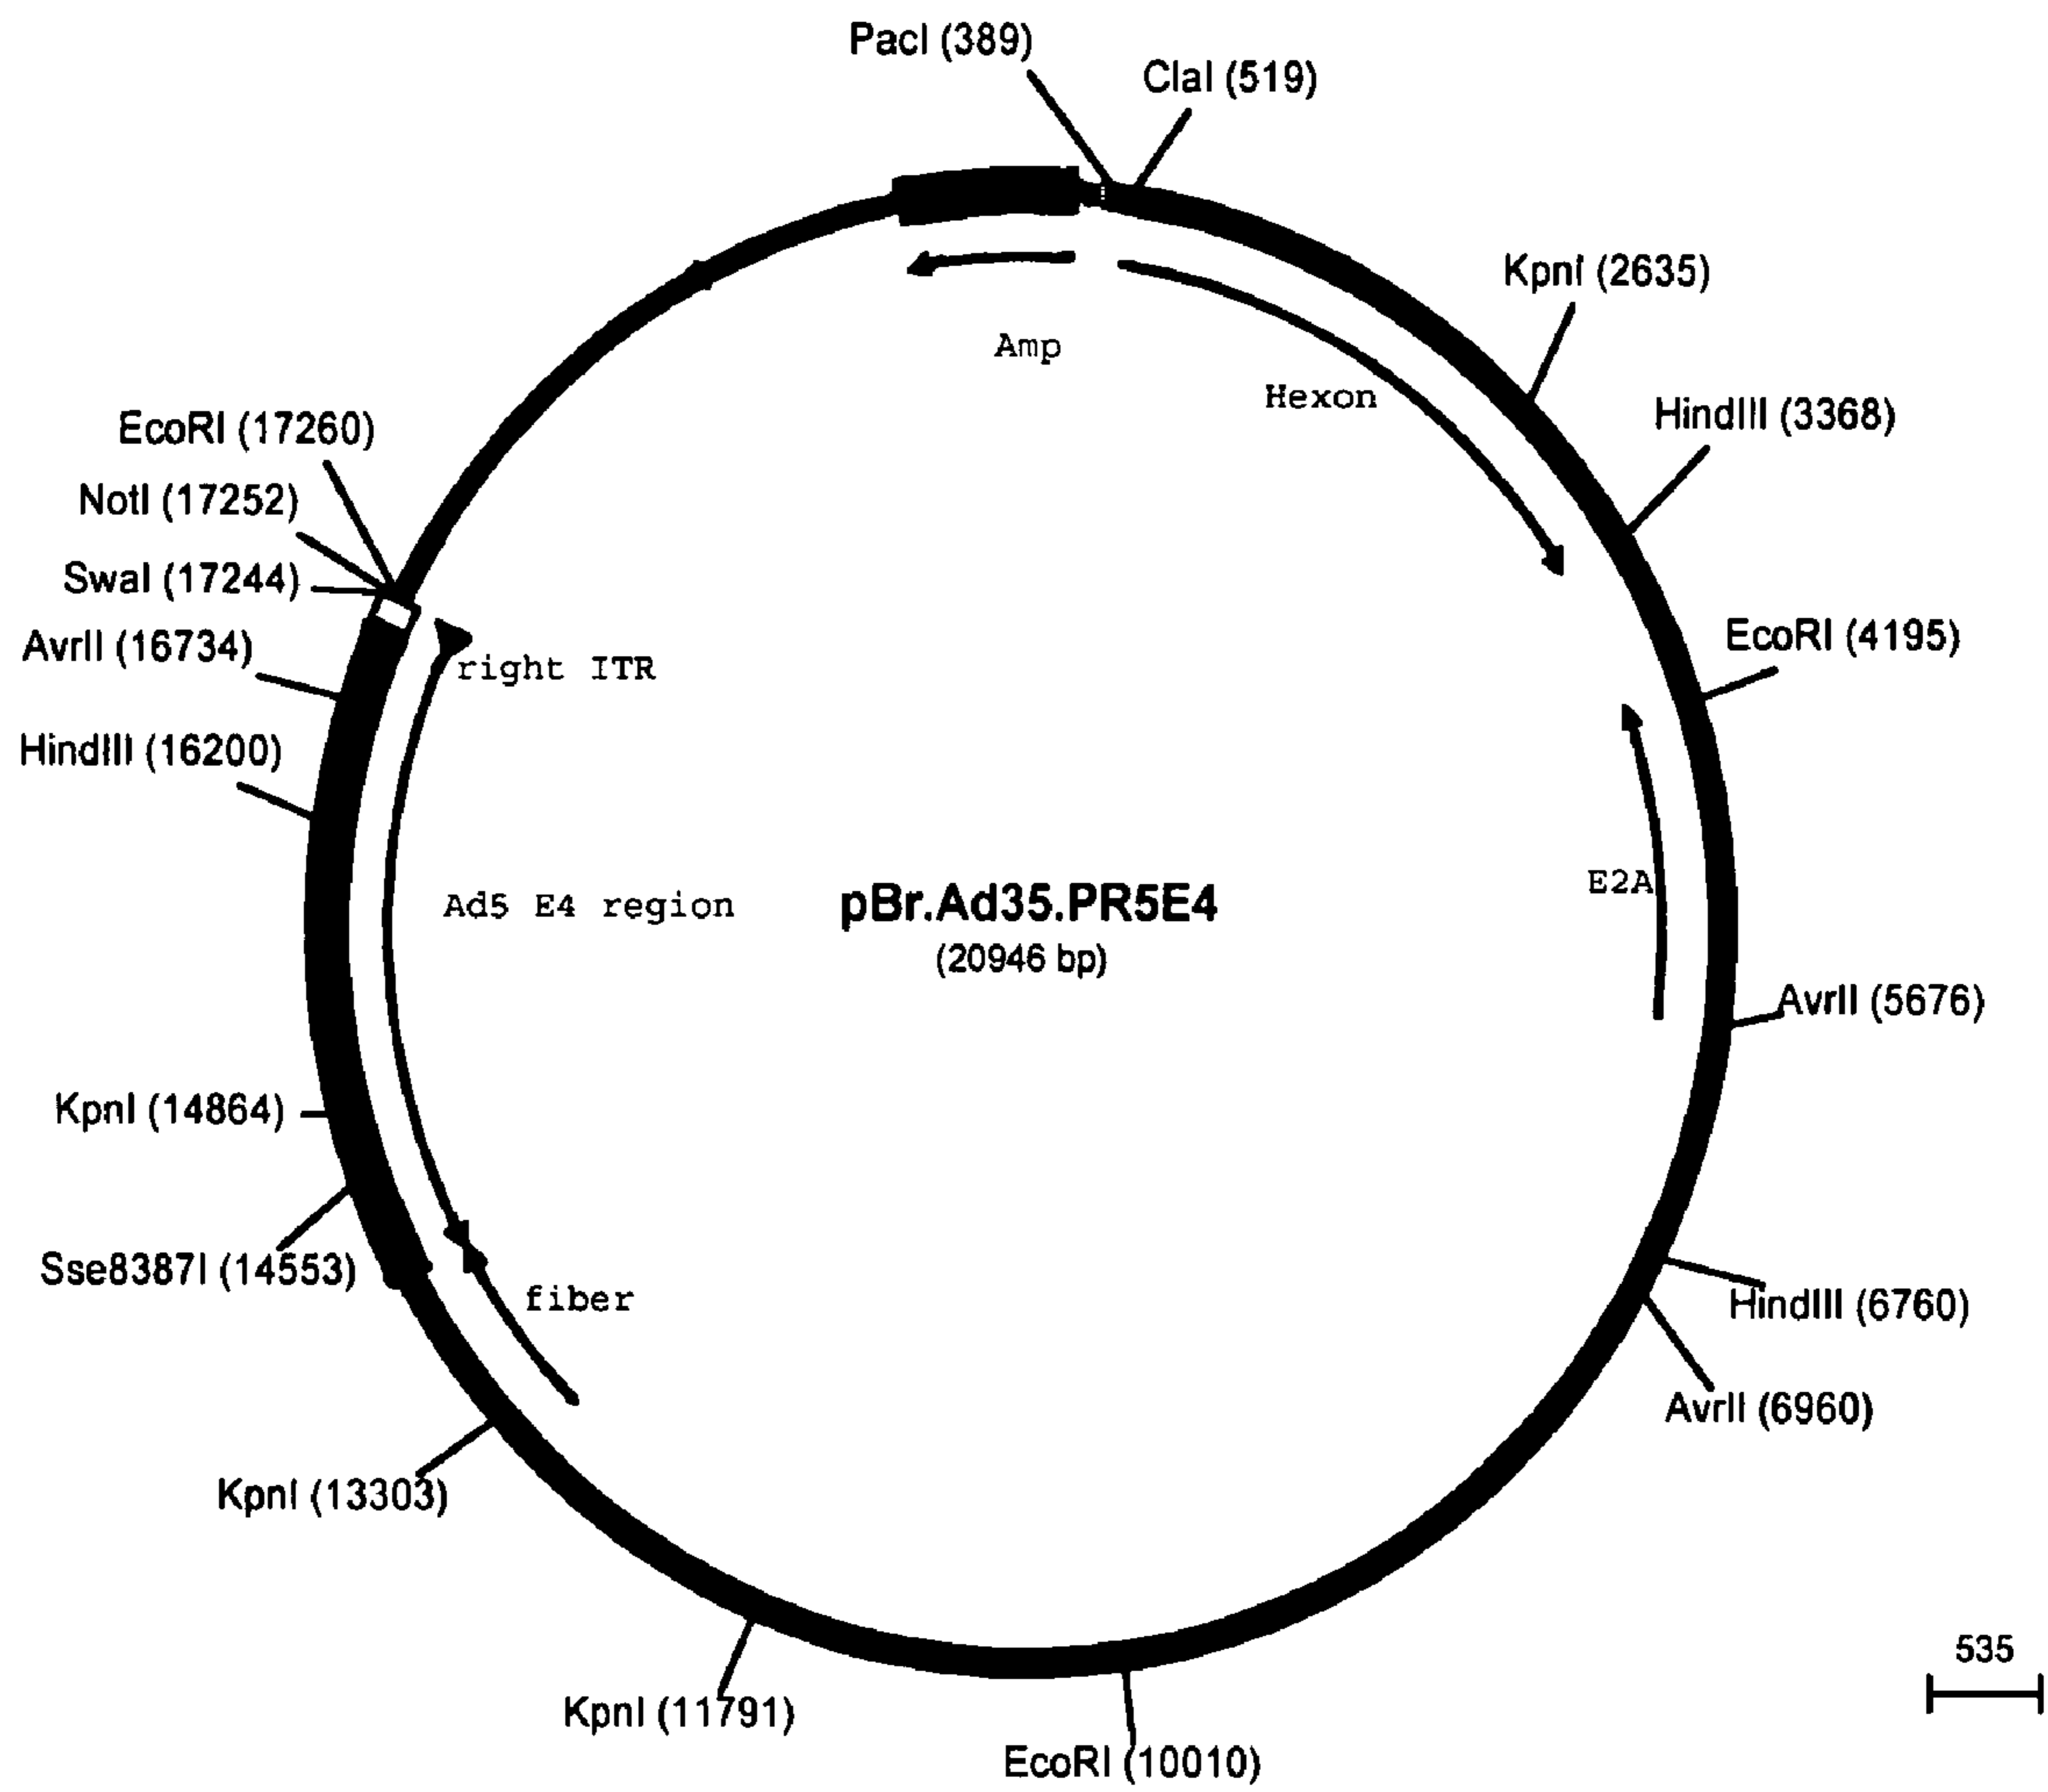 PacI (389)
ClaI (519)
KpnI (2635)
Amp
Hexon
HindIII (3368)
EcoRI (17260)
NotI (17252)
SwaI (17244)
AvrII (16734)
right ITR
EcoRI (4195)
HindIII (16200)
Ad5 E4 region
pBr.Ad35.PR5E4
(20946 bp)
E2A
AvrII (5676)
KpnI (14864)
Sse8387I (14553)
fiber
HindIII (6760)
AvrII (6960)
KpnI (13303)
KpnI (11791)
EcoRI (10010)
535